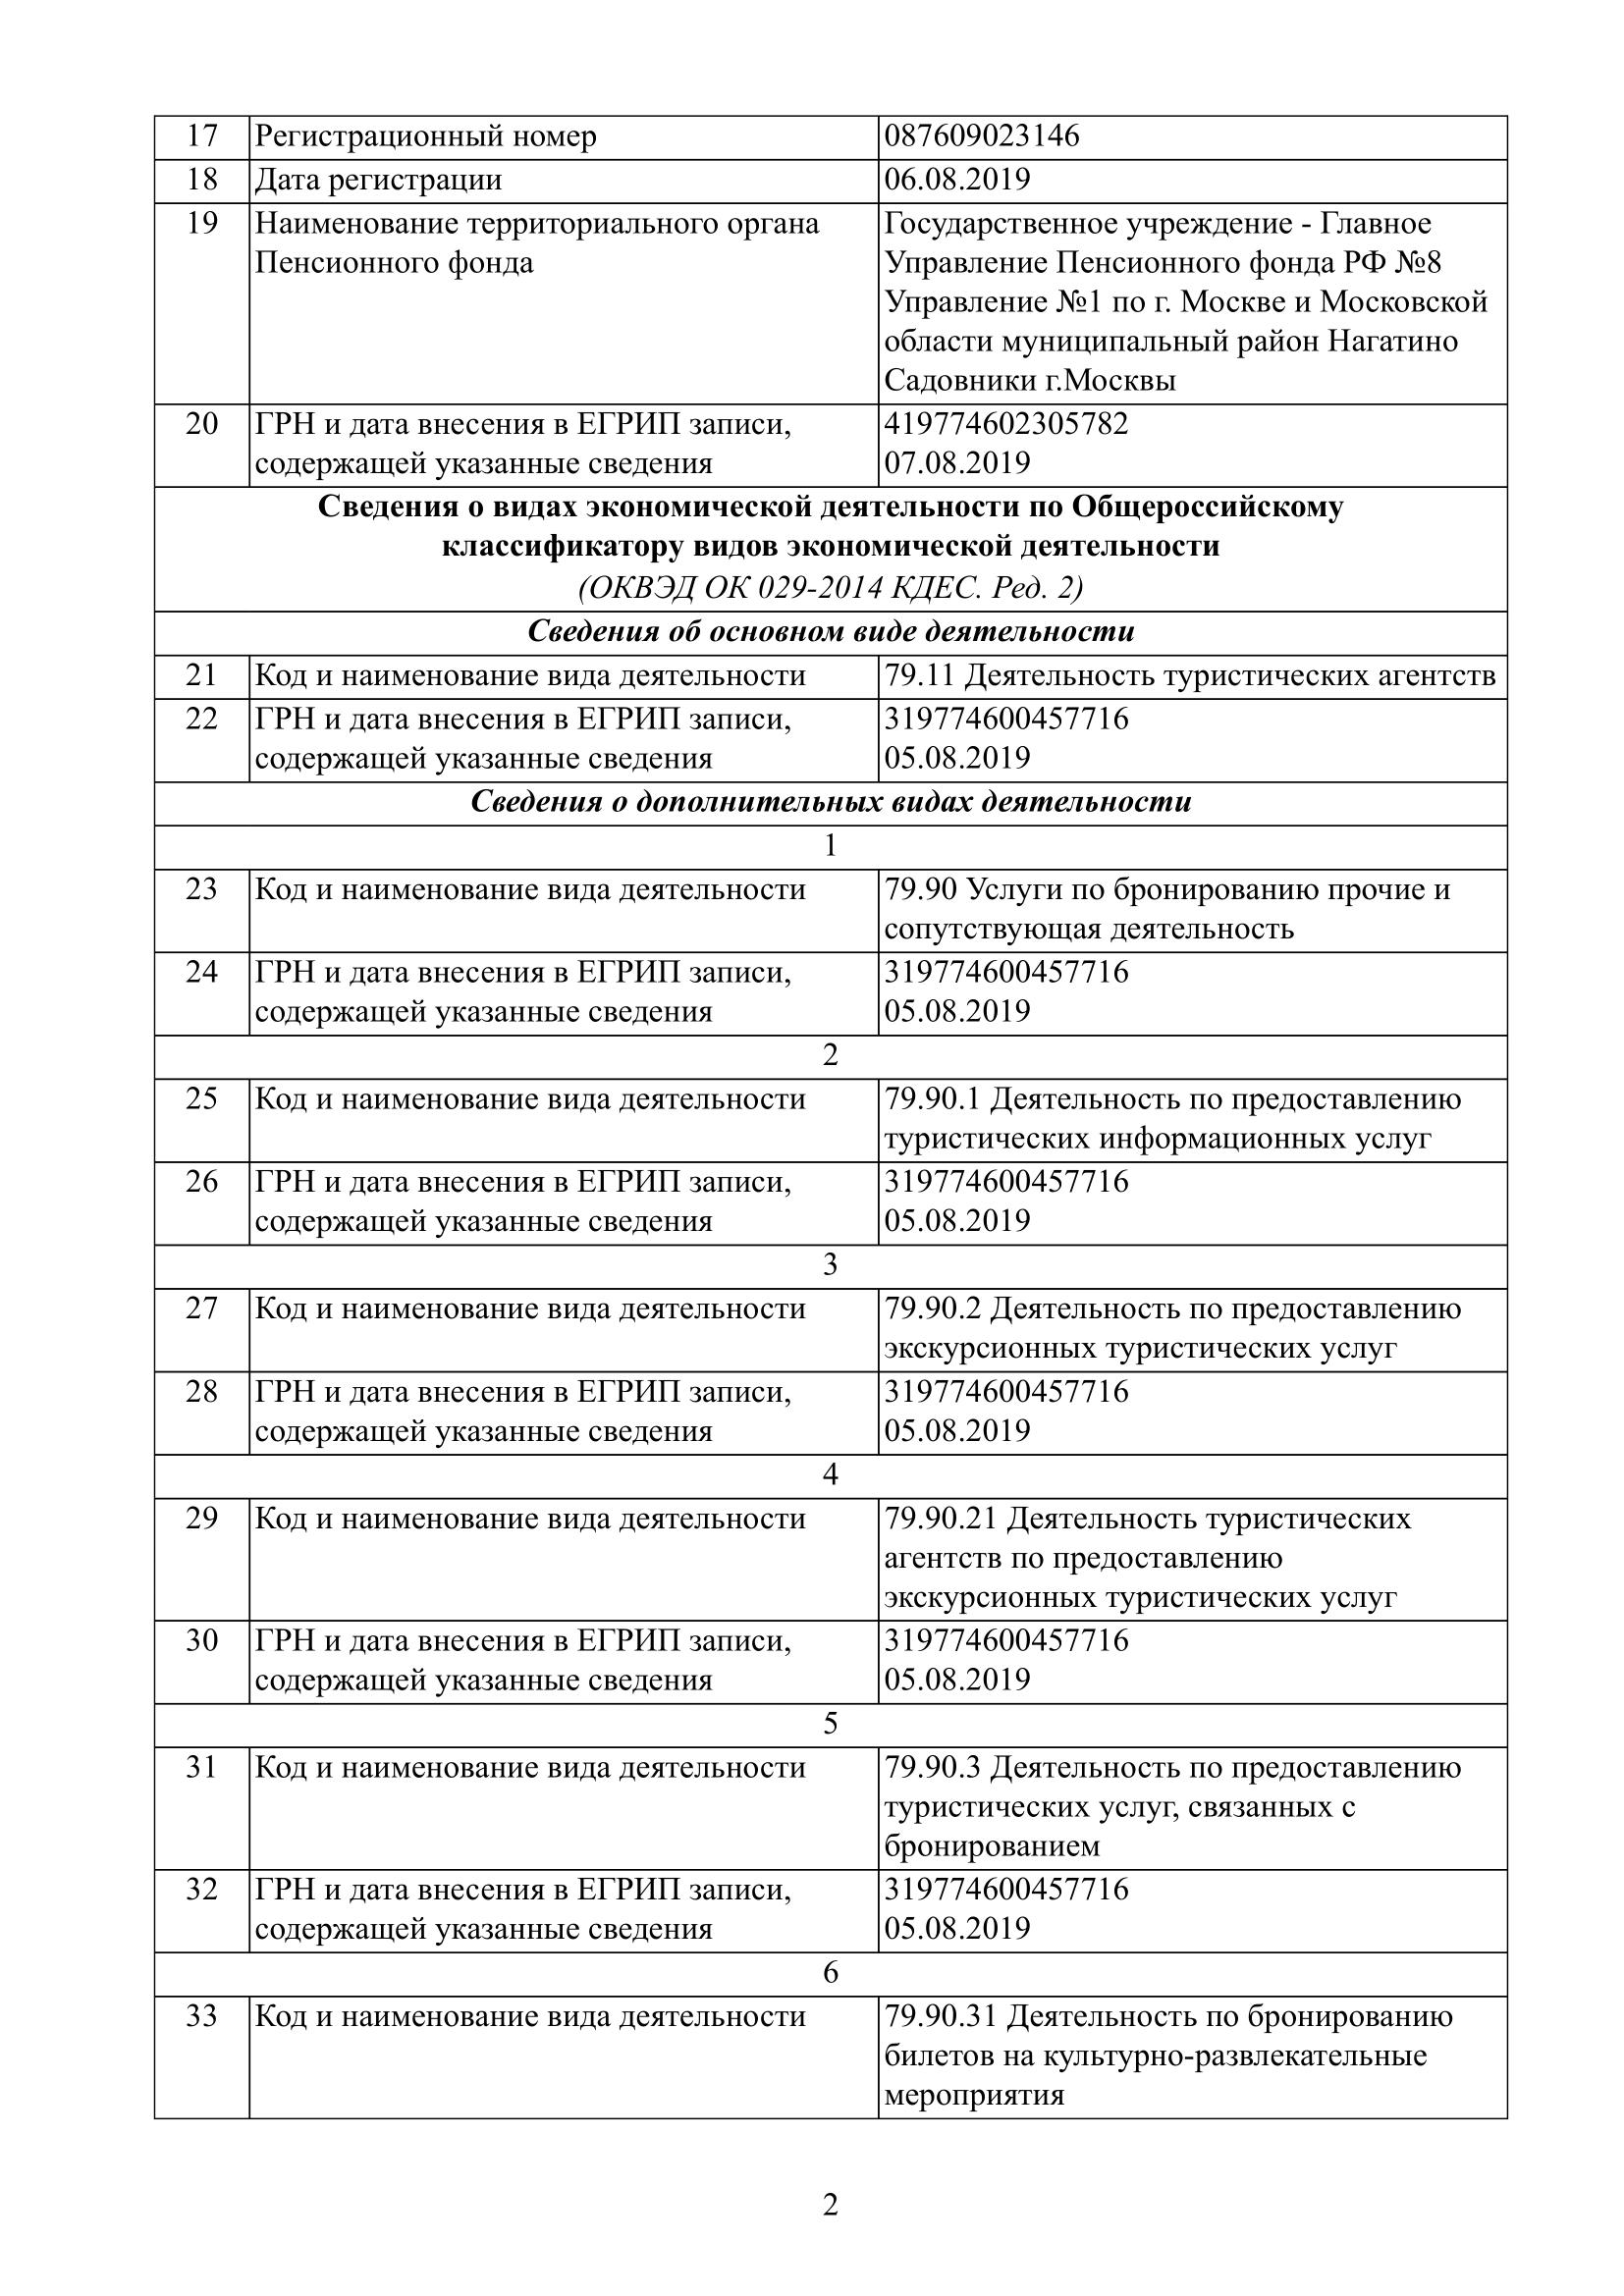 17 Регистрационный номер 087609023146
18 Дата регистрации 06.08.2019
19 Наименование территориального органа Государственное учреждение - Главное
Пенсионного фонда Управление Пенсионного фонда РФ №8
Управление №1 по г. Москве и Московской
области муниципальный район Нагатино
Садовники г.Москвы
20 ГРН и дата внесения в ЕГРИП записи, 419774602305782
содержащей указанные сведения 07.08.2019
Сведения о видах экономической деятельности по Общероссийскому
классификатору видов экономической деятельности
(ОКВЭД ОК 029-2014 КДЕС. Ред. 2)
Сведения об основном виде деятельности
21 Код и наименование вида деятельности 79.11 Деятельность туристических агентств
22 ГРН и дата внесения в ЕГРИП записи, 319774600457716
содержащей указанные сведения 05.08.2019
Сведения о дополнительных видах деятельности
1
23 Код и наименование вида деятельности 79.90 Услуги по бронированию прочие и
сопутствующая деятельность
24 ГРН и дата внесения в ЕГРИП записи, 319774600457716
содержащей указанные сведения 05.08.2019
2
25 Код и наименование вида деятельности 79.90.1 Деятельность по предоставлению
туристических информационных услуг
26 ГРН и дата внесения в ЕГРИП записи, 319774600457716
содержащей указанные сведения 05.08.2019
3
27 Код и наименование вида деятельности 79.90.2 Деятельность по предоставлению
экскурсионных туристических услуг
28 ГРН и дата внесения в ЕГРИП записи, 319774600457716
содержащей указанные сведения 05.08.2019
4
29 Код и наименование вида деятельности 79.90.21 Деятельность туристических
агентств по предоставлению
экскурсионных туристических услуг
30 ГРН и дата внесения в ЕГРИП записи, 319774600457716
содержащей указанные сведения 05.08.2019
5
31 Код и наименование вида деятельности 79.90.3 Деятельность по предоставлению
туристических услуг, связанных с
бронированием
32 ГРН и дата внесения в ЕГРИП записи, 319774600457716
содержащей указанные сведения 05.08.2019
6
33 Код и наименование вида деятельности 79.90.31 Деятельность по бронированию
билетов на культурно-развлекательные
мероприятия
2